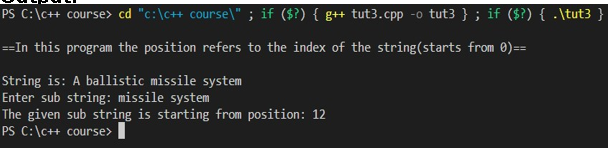 Output:
PS C:\c++ course> cd "c:\c++ course\" ; if ($?) { g++ tut3.cpp -o tut3 } ; if ($?) { .\tut3 }
==In this program the position refers to the index of the string(starts from 0)==
String is: A ballistic missile system
Enter sub string: missile system
The given sub string is starting from position: 12
PS C:\c++ course>